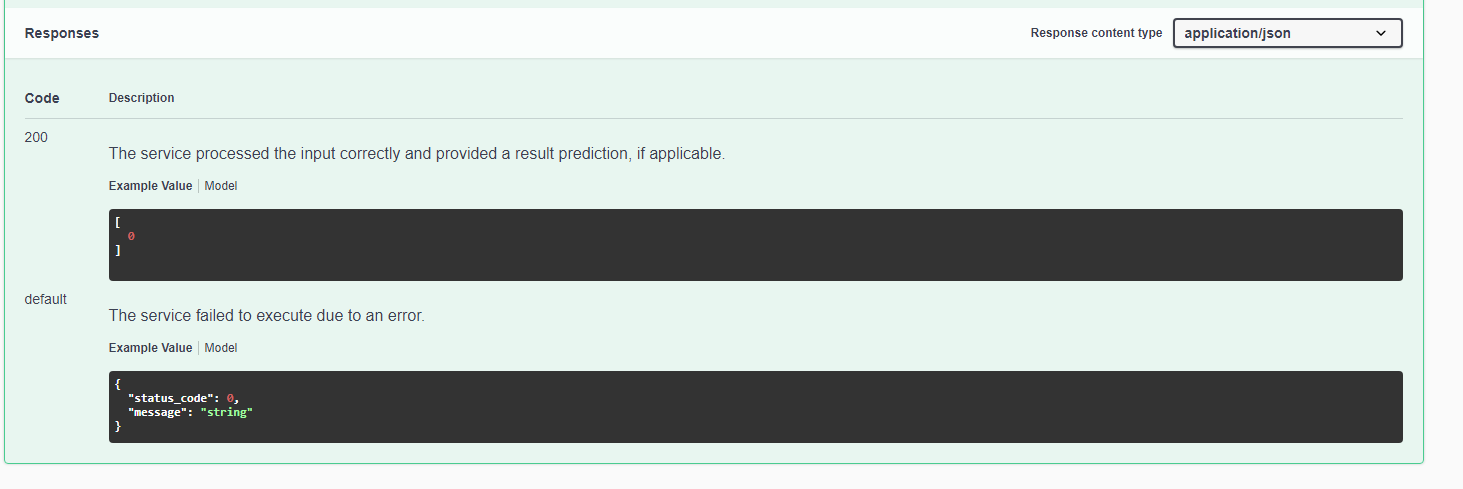 Responses
Response content type application/json
Code Description
200
The service processed the input correctly and provided a result prediction, if applicable.
Example Value Model
[
0
]
default
The service failed to execute due to an error.
Example Value Model
{
"status_code": 0,
"message": "string"
}